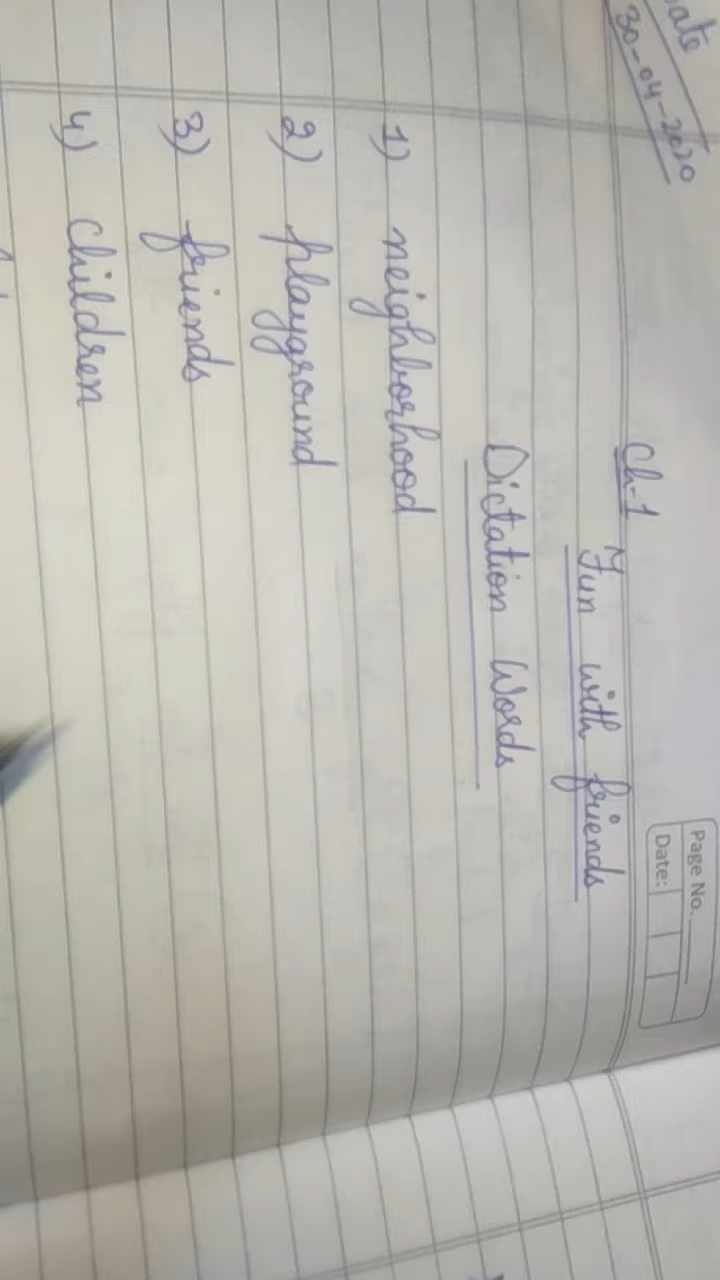 Date
30-04-2020
Page No.
Date:
Ch-1
Fun with friends
Dictation Words
1) neighborhood
2) playground
3) friends
4) children